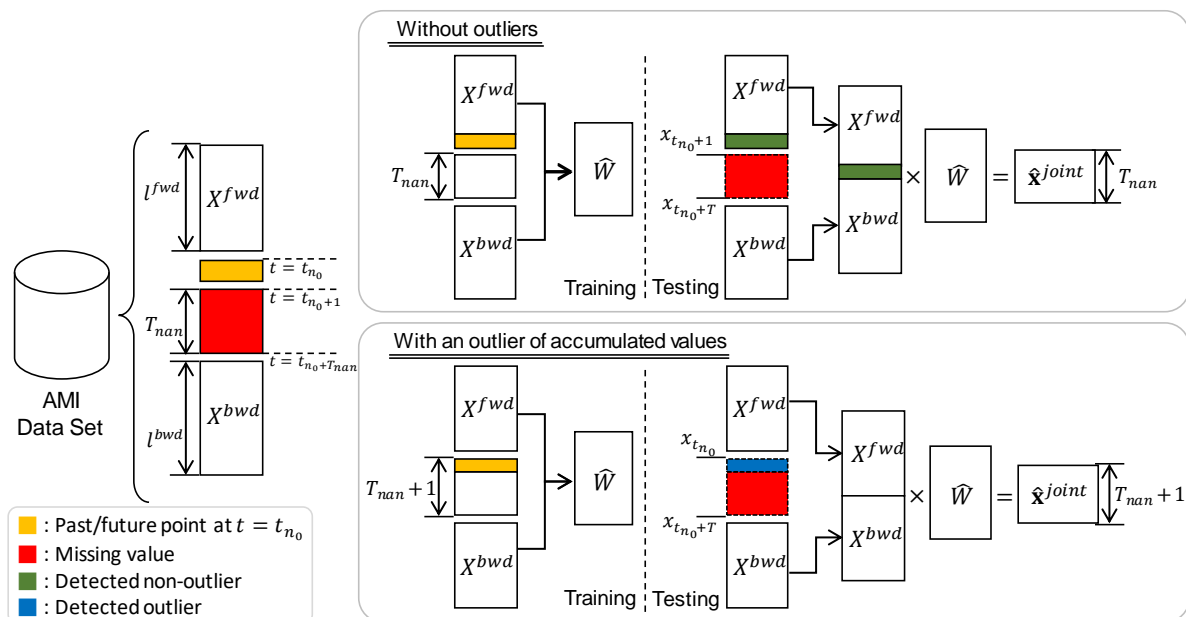 AMI
Data Set
l^{fwd}
X^{fwd}
t = t_{n_0}
t = t_{n_0+1}
T_{nan}
t = t_{n_0+T_{nan}}
l^{bwd}
X^{bwd}
: Past/future point at t = t_{n_0}
: Missing value
: Detected non-outlier
: Detected outlier
Without outliers
X^{fwd}
T_{nan}
X^{bwd}
Ŵ
Training
Testing
X^{fwd}
x_{t_{n_0}+1}
x_{t_{n_0}+T}
X^{bwd}
X^{fwd}
X^{bwd}
×
Ŵ
=
x̂^{joint}
T_{nan}
With an outlier of accumulated values
X^{fwd}
T_{nan}+1
X^{bwd}
Ŵ
Training
Testing
X^{fwd}
x_{t_{n_0}}
x_{t_{n_0}+T}
X^{bwd}
X^{fwd}
X^{bwd}
×
Ŵ
=
x̂^{joint}
T_{nan}+1